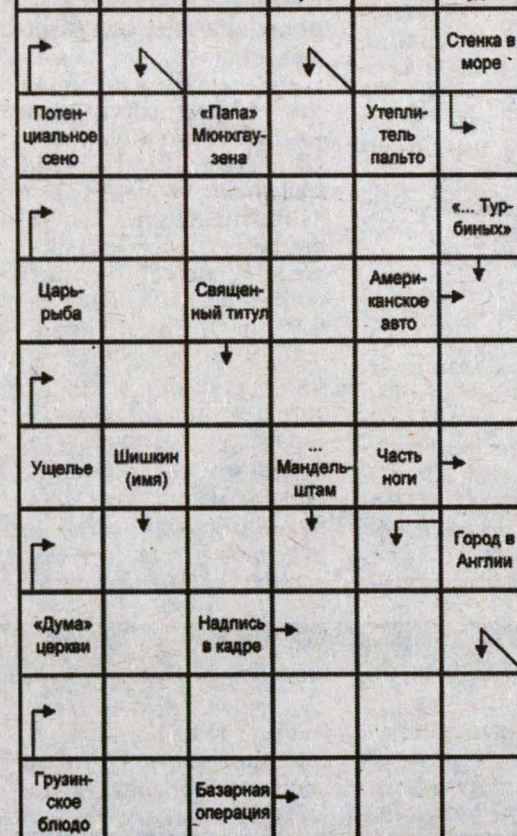 Стенка в
море
Потен-
циальное
сено
«Папа»
Мюнхгау-
зена
Утепли-
тель
пальто
«... Тур-
биных»
Царь-
рыба
Священ-
ный титул
Амери-
канское
авто
Ущелье
Шишкин
(имя)
...
Мандель-
штам
Часть
ноги
Город в
Англии
«Дума»
церкви
Надпись
в кадре
Грузин-
ское
блюдо
Базарная
операция